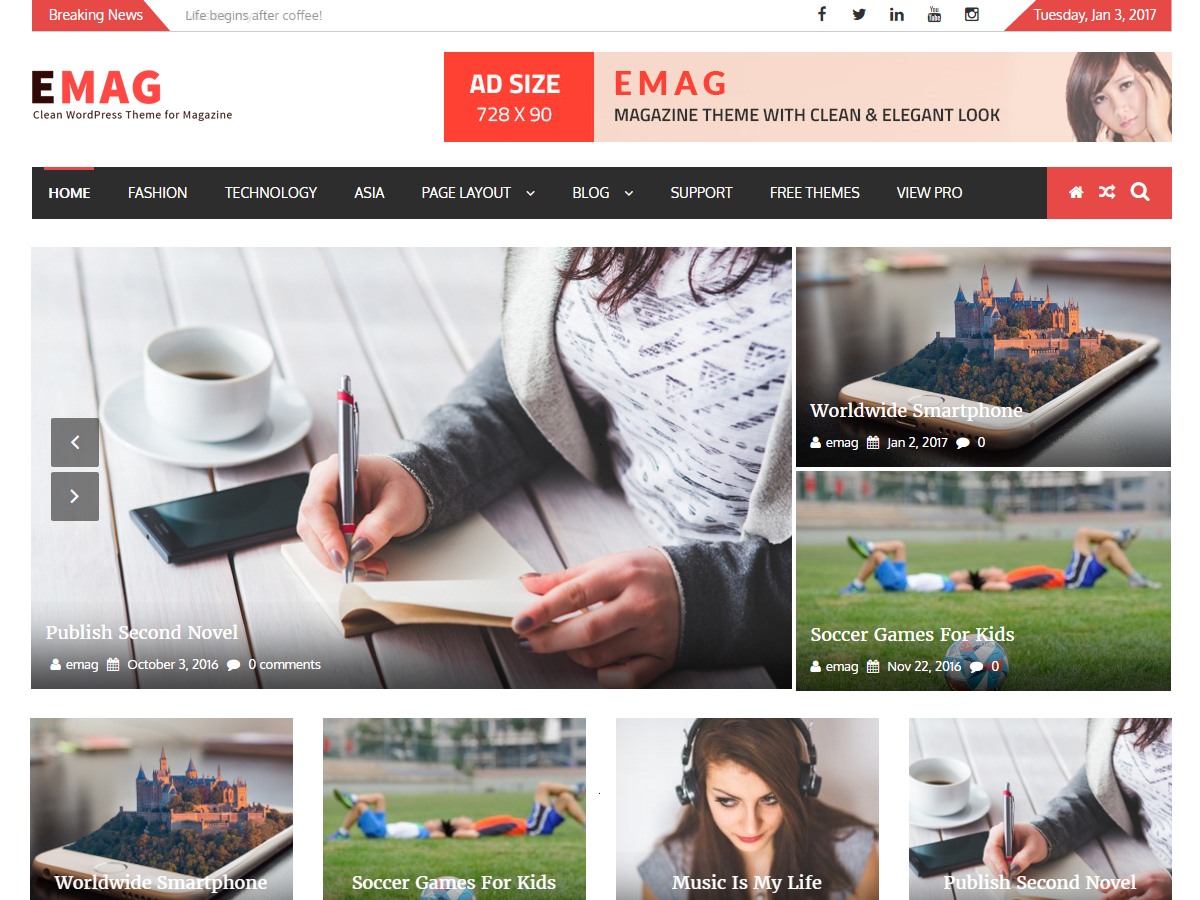 Breaking News
Life begins after coffee!
You
Tube
Tuesday, Jan 3, 2017
EMAG
Clean WordPress Theme for Magazine
AD SIZE
728 X 90
EMAG
MAGAZINE THEME WITH CLEAN & ELEGANT LOOK
HOME FASHION TECHNOLOGY ASIA PAGE LAYOUT BLOG SUPPORT FREE THEMES VIEW PRO
Publish Second Novel
emag October 3, 2016 0 comments
Worldwide Smartphone
emag Jan 2, 2017 0
Soccer Games For Kids
emag Nov 22, 2016 0
Worldwide Smartphone
Soccer Games For Kids
Music Is My Life
Publish Second Novel